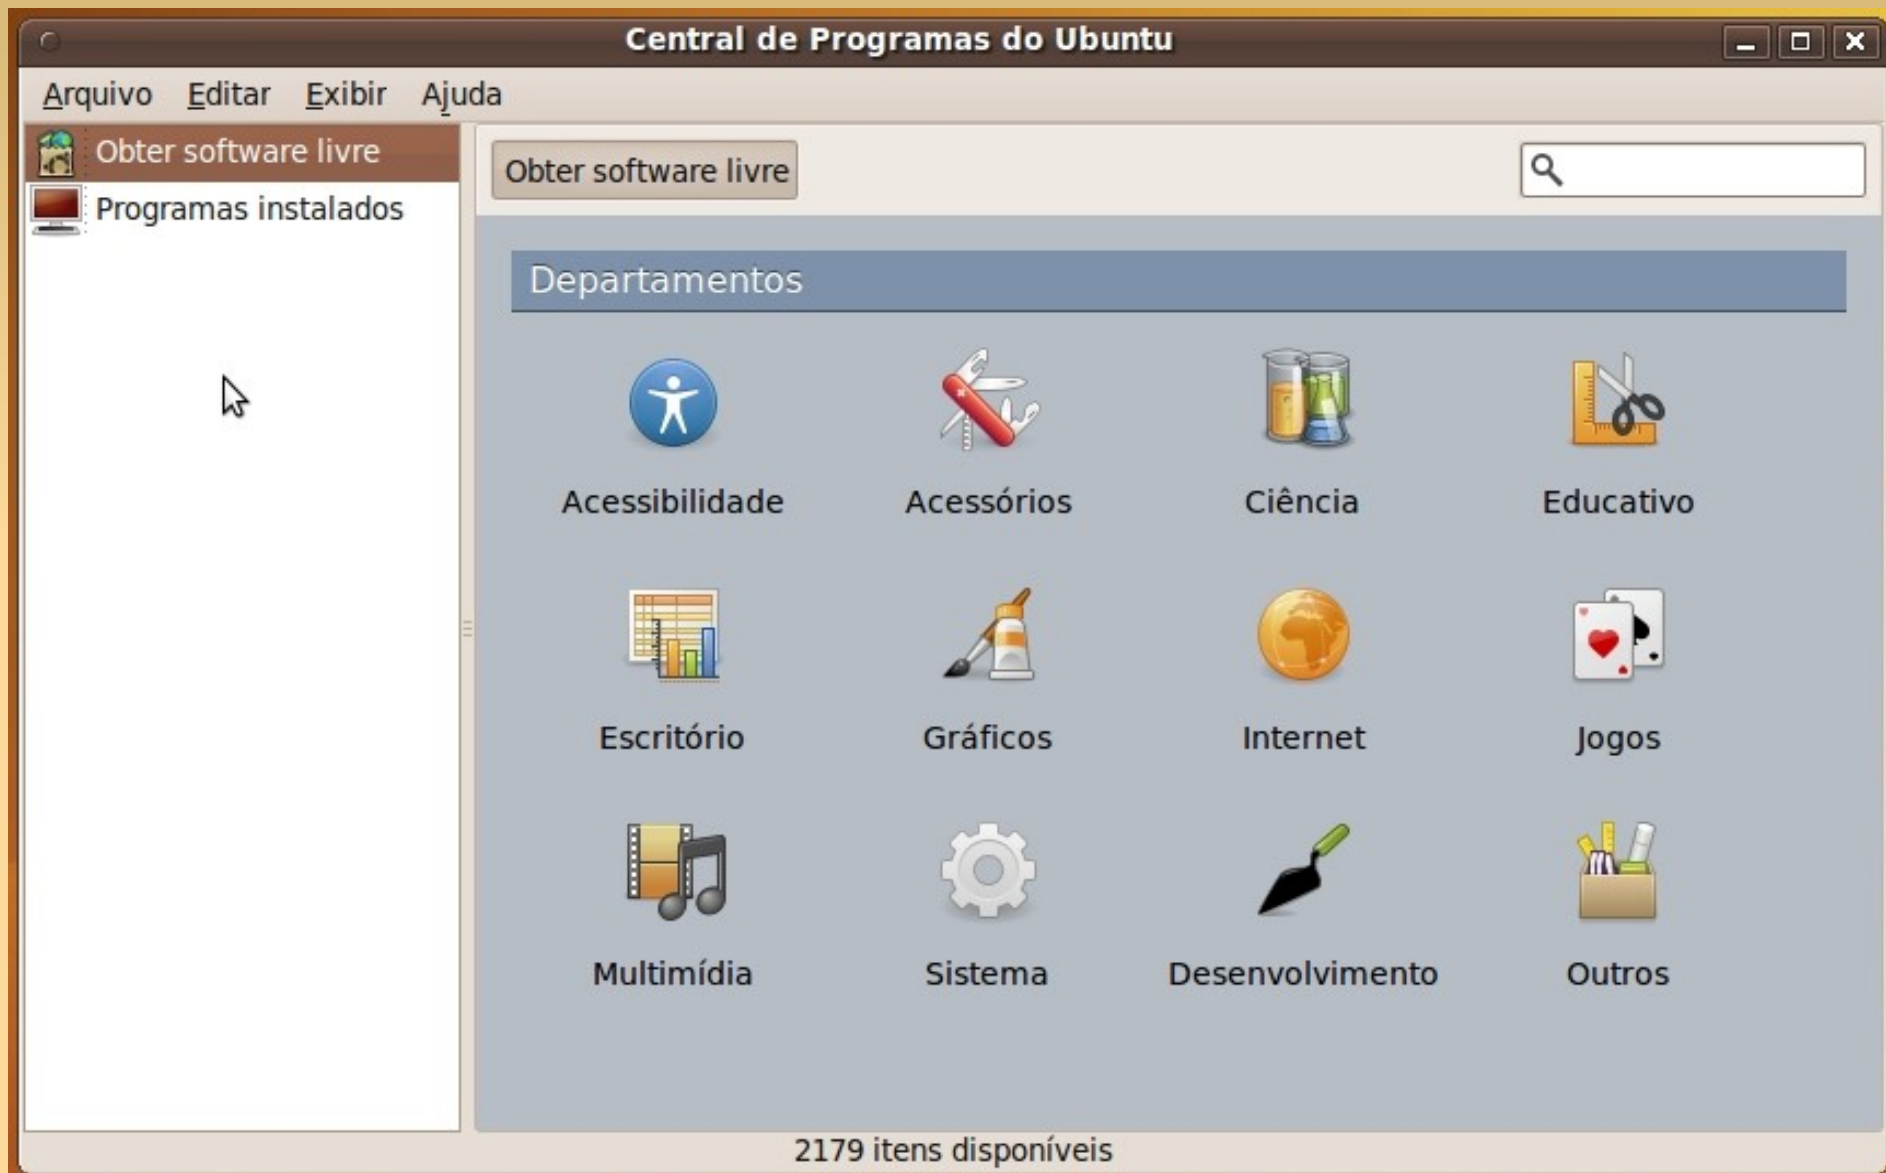 Central de Programas do Ubuntu
Arquivo Editar Exibir Ajuda
Obter software livre
Programas instalados
Obter software livre
Departamentos
Acessibilidade Acessórios Ciência Educativo
Escritório Gráficos Internet Jogos
Multimídia Sistema Desenvolvimento Outros
2179 itens disponíveis